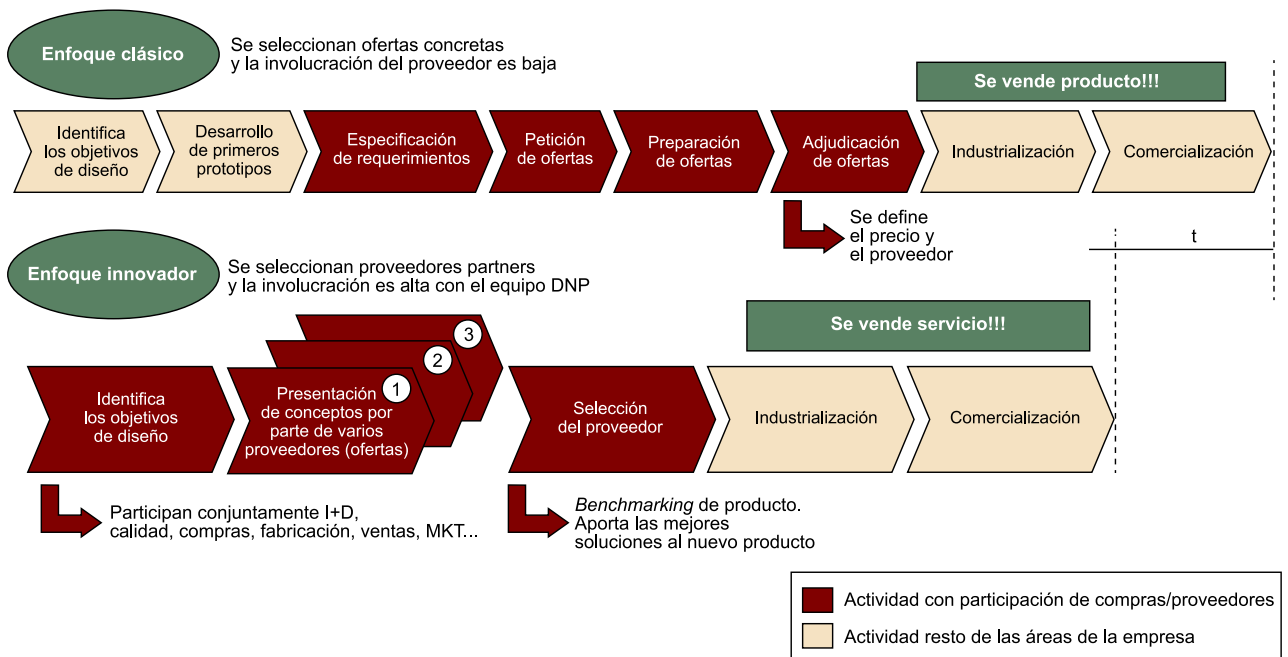 Enfoque clásico
Se seleccionan ofertas concretas
y la involucración del proveedor es baja
Se vende producto!!!
Identifica
los objetivos
de diseño
Desarrollo
de primeros
prototipos
Especificación
de requerimientos
Petición
de ofertas
Preparación
de ofertas
Adjudicación
de ofertas
Industrialización
Comercialización
Se define
el precio y
el proveedor
t
Enfoque innovador
Se seleccionan proveedores partners
y la involucración es alta con el equipo DNP
Se vende servicio!!!
Identifica
los objetivos
de diseño
1
2
3
Presentación
de conceptos por
parte de varios
proveedores (ofertas)
Selección
del proveedor
Industrialización
Comercialización
Participan conjuntamente I+D,
calidad, compras, fabricación, ventas, MKT...
Benchmarking de producto.
Aporta las mejores
soluciones al nuevo producto
Actividad con participación de compras/proveedores
Actividad resto de las áreas de la empresa